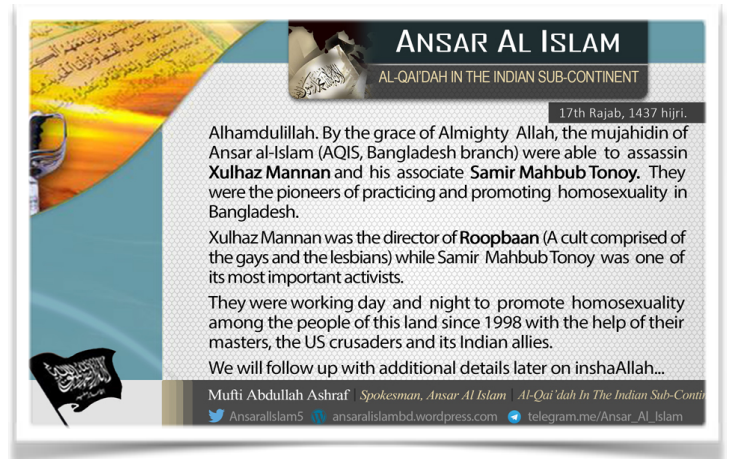 ANSAR AL ISLAM
AL-QAI'DAH IN THE INDIAN SUB-CONTINENT
17th Rajab, 1437 hijri.
Alhamdulillah. By the grace of Almighty Allah, the mujahidin of
Ansar al-Islam (AQIS, Bangladesh branch) were able to assassin
Xulhaz Mannan and his associate Samir Mahbub Tonoy. They
were the pioneers of practicing and promoting homosexuality in
Bangladesh.
Xulhaz Mannan was the director of Roopbaan (A cult comprised of
the gays and the lesbians) while Samir Mahbub Tonoy was one of
its most important activists.
They were working day and night to promote homosexuality
among the people of this land since 1998 with the help of their
masters, the US crusaders and its Indian allies.
We will follow up with additional details later on inshaAllah...
Mufti Abdullah Ashraf | Spokesman, Ansar Al Islam | Al-Qai'dah In The Indian Sub-Contin
AnsaralIslam5 ansaralislambd.wordpress.com telegram.me/Ansar_Al_Islam